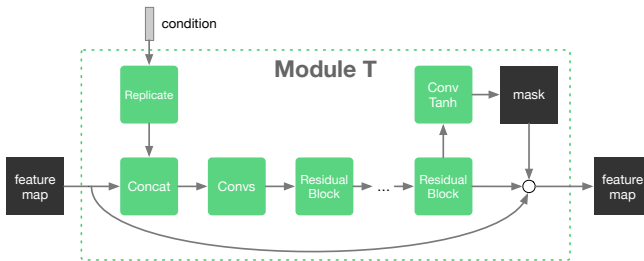 condition
Module T
Replicate
Conv
Tanh
mask
feature
map
Concat
Convs
Residual
Block
...
Residual
Block
feature
map